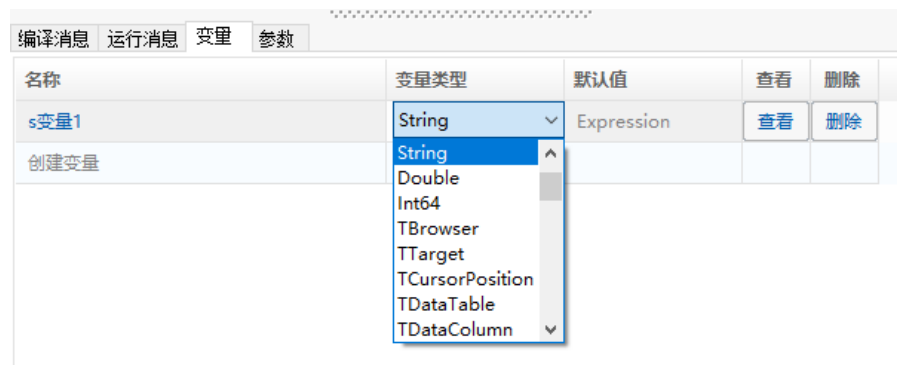 编译消息 运行消息 变量 参数
名称 变量类型 默认值 查看 删除
s变量1 String Expression 查看 删除
创建变量
String
Double
Int64
TBrowser
TTarget
TCursorPosition
TDataTable
TDataColumn